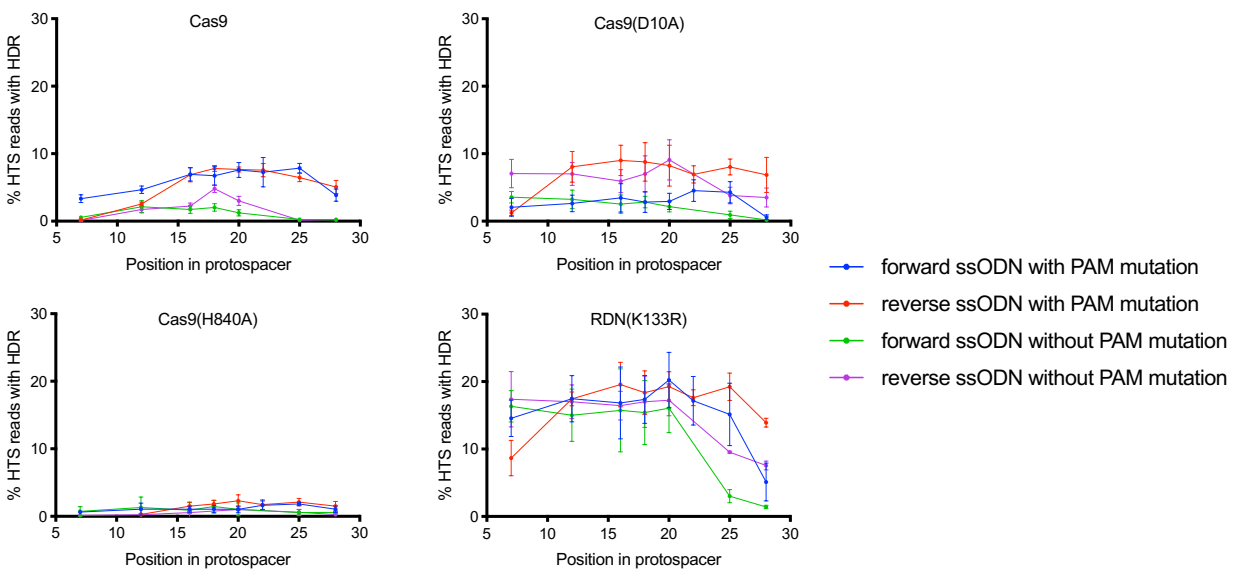 Cas9
% HTS reads with HDR
30
20
10
0
5 10 15 20 25 30
Position in protospacer
Cas9(D10A)
% HTS reads with HDR
30
20
10
0
5 10 15 20 25 30
Position in protospacer
Cas9(H840A)
% HTS reads with HDR
30
20
10
0
5 10 15 20 25 30
Position in protospacer
RDN(K133R)
% HTS reads with HDR
30
20
10
0
5 10 15 20 25 30
Position in protospacer
forward ssODN with PAM mutation
reverse ssODN with PAM mutation
forward ssODN without PAM mutation
reverse ssODN without PAM mutation